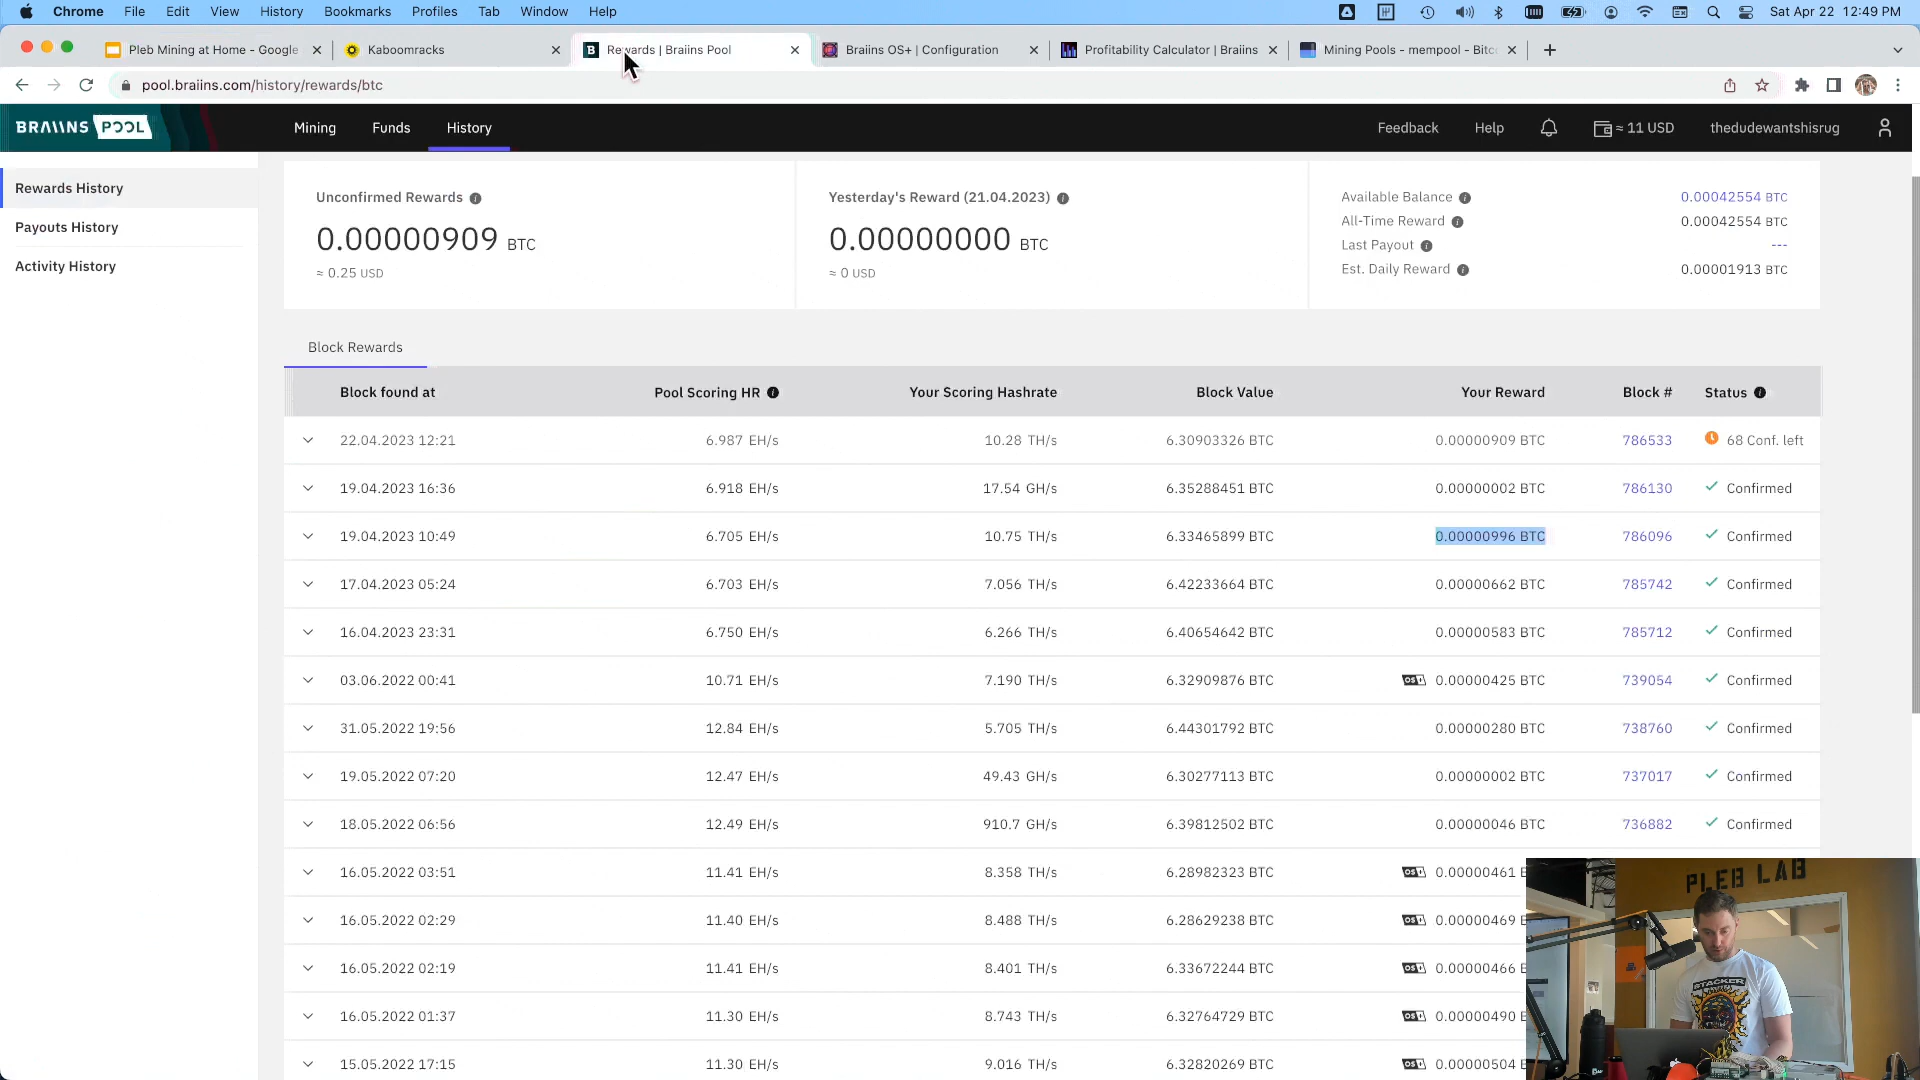 Chrome File Edit View History Bookmarks Profiles Tab Window Help Sat Apr 22 12:49 PM
Pleb Mining at Home - Google Kaboomracks Rewards | Braiins Pool Braiins OS+ | Configuration Profitability Calculator | Braiins Mining Pools - mempool - Bitc
pool.braiins.com/history/rewards/btc
BRAIINS POOL Mining Funds History Feedback Help ≈ 11 USD thedudewantshisrug
Rewards History
Payouts History
Activity History
Unconfirmed Rewards
0.00000909 BTC
≈ 0.25 USD
Yesterday's Reward (21.04.2023)
0.00000000 BTC
≈ 0 USD
Available Balance 0.00042554 BTC
All-Time Reward 0.00042554 BTC
Last Payout ---
Est. Daily Reward 0.00001913 BTC
Block Rewards
Block found at Pool Scoring HR Your Scoring Hashrate Block Value Your Reward Block # Status
22.04.2023 12:21 6.987 EH/s 10.28 TH/s 6.30903326 BTC 0.00000909 BTC 786533 68 Conf. left
19.04.2023 16:36 6.918 EH/s 17.54 GH/s 6.35288451 BTC 0.00000002 BTC 786130 Confirmed
19.04.2023 10:49 6.705 EH/s 10.75 TH/s 6.33465899 BTC 0.00000996 BTC 786096 Confirmed
17.04.2023 05:24 6.703 EH/s 7.056 TH/s 6.42233664 BTC 0.00000662 BTC 785742 Confirmed
16.04.2023 23:31 6.750 EH/s 6.266 TH/s 6.40654642 BTC 0.00000583 BTC 785712 Confirmed
03.06.2022 00:41 10.71 EH/s 7.190 TH/s 6.32909876 BTC OS+ 0.00000425 BTC 739054 Confirmed
31.05.2022 19:56 12.84 EH/s 5.705 TH/s 6.44301792 BTC 0.00000280 BTC 738760 Confirmed
19.05.2022 07:20 12.47 EH/s 49.43 GH/s 6.30277113 BTC 0.00000002 BTC 737017 Confirmed
18.05.2022 06:56 12.49 EH/s 910.7 GH/s 6.39812502 BTC 0.00000046 BTC 736882 Confirmed
16.05.2022 03:51 11.41 EH/s 8.358 TH/s 6.28982323 BTC OS+ 0.00000461
16.05.2022 02:29 11.40 EH/s 8.488 TH/s 6.28629238 BTC OS+ 0.00000469
16.05.2022 02:19 11.41 EH/s 8.401 TH/s 6.33672244 BTC OS+ 0.00000466
16.05.2022 01:37 11.30 EH/s 8.743 TH/s 6.32764729 BTC OS+ 0.00000490
15.05.2022 17:15 11.30 EH/s 9.016 TH/s 6.32820269 BTC OS+ 0.00000504
PLEB LAB
STACKER